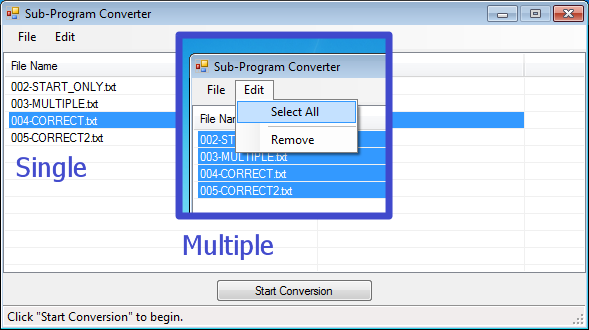 Sub-Program Converter
File Edit
File Name
002-START_ONLY.txt
003-MULTIPLE.txt
004-CORRECT.txt
005-CORRECT2.txt
Single
Sub-Program Converter
File Edit
Select All
Remove
File Nam
002-ST
003-MULTIPLE.txt
004-CORRECT.txt
005-CORRECT2.txt
Multiple
Start Conversion
Click "Start Conversion" to begin.